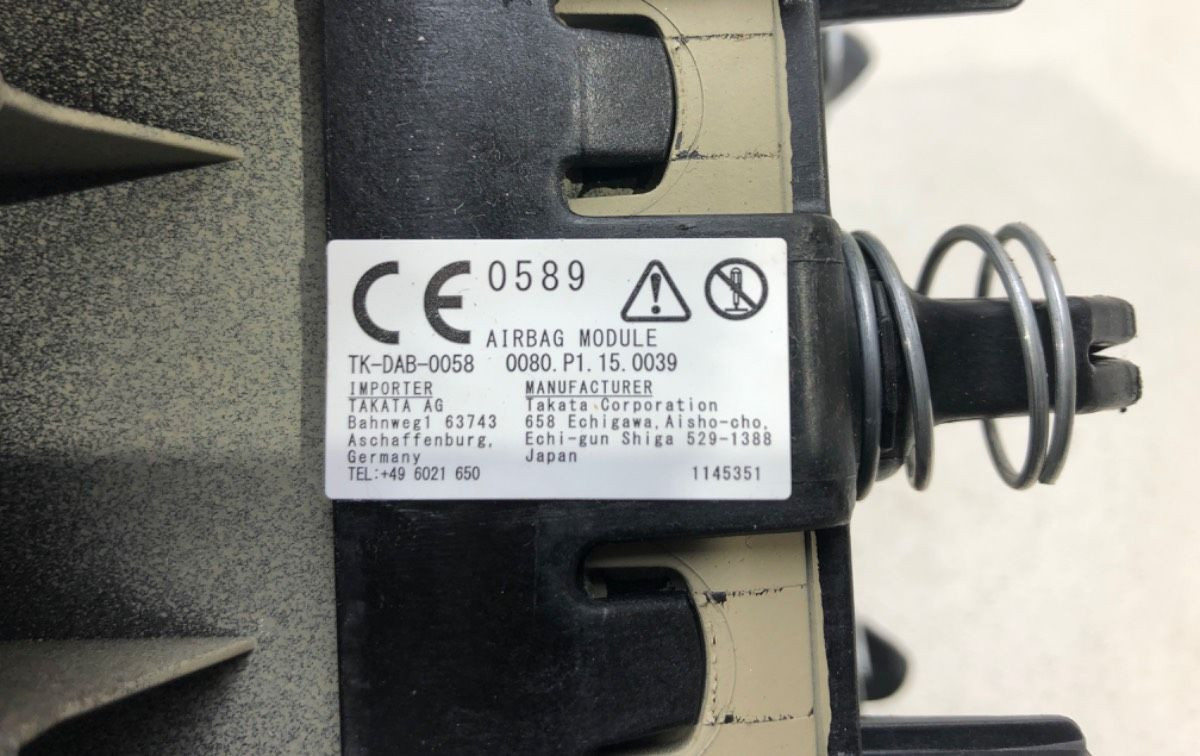 CE 0589
AIRBAG MODULE
TK-DAB-0058 0080.P1.15.0039
IMPORTER
TAKATA AG
Bahnweg1 63743
Aschaffenburg,
Germany
TEL:+49 6021 650
MANUFACTURER
Takata Corporation
658 Echigawa,Aisho-cho,
Echi-gun Shiga 529-1388
Japan
1145351